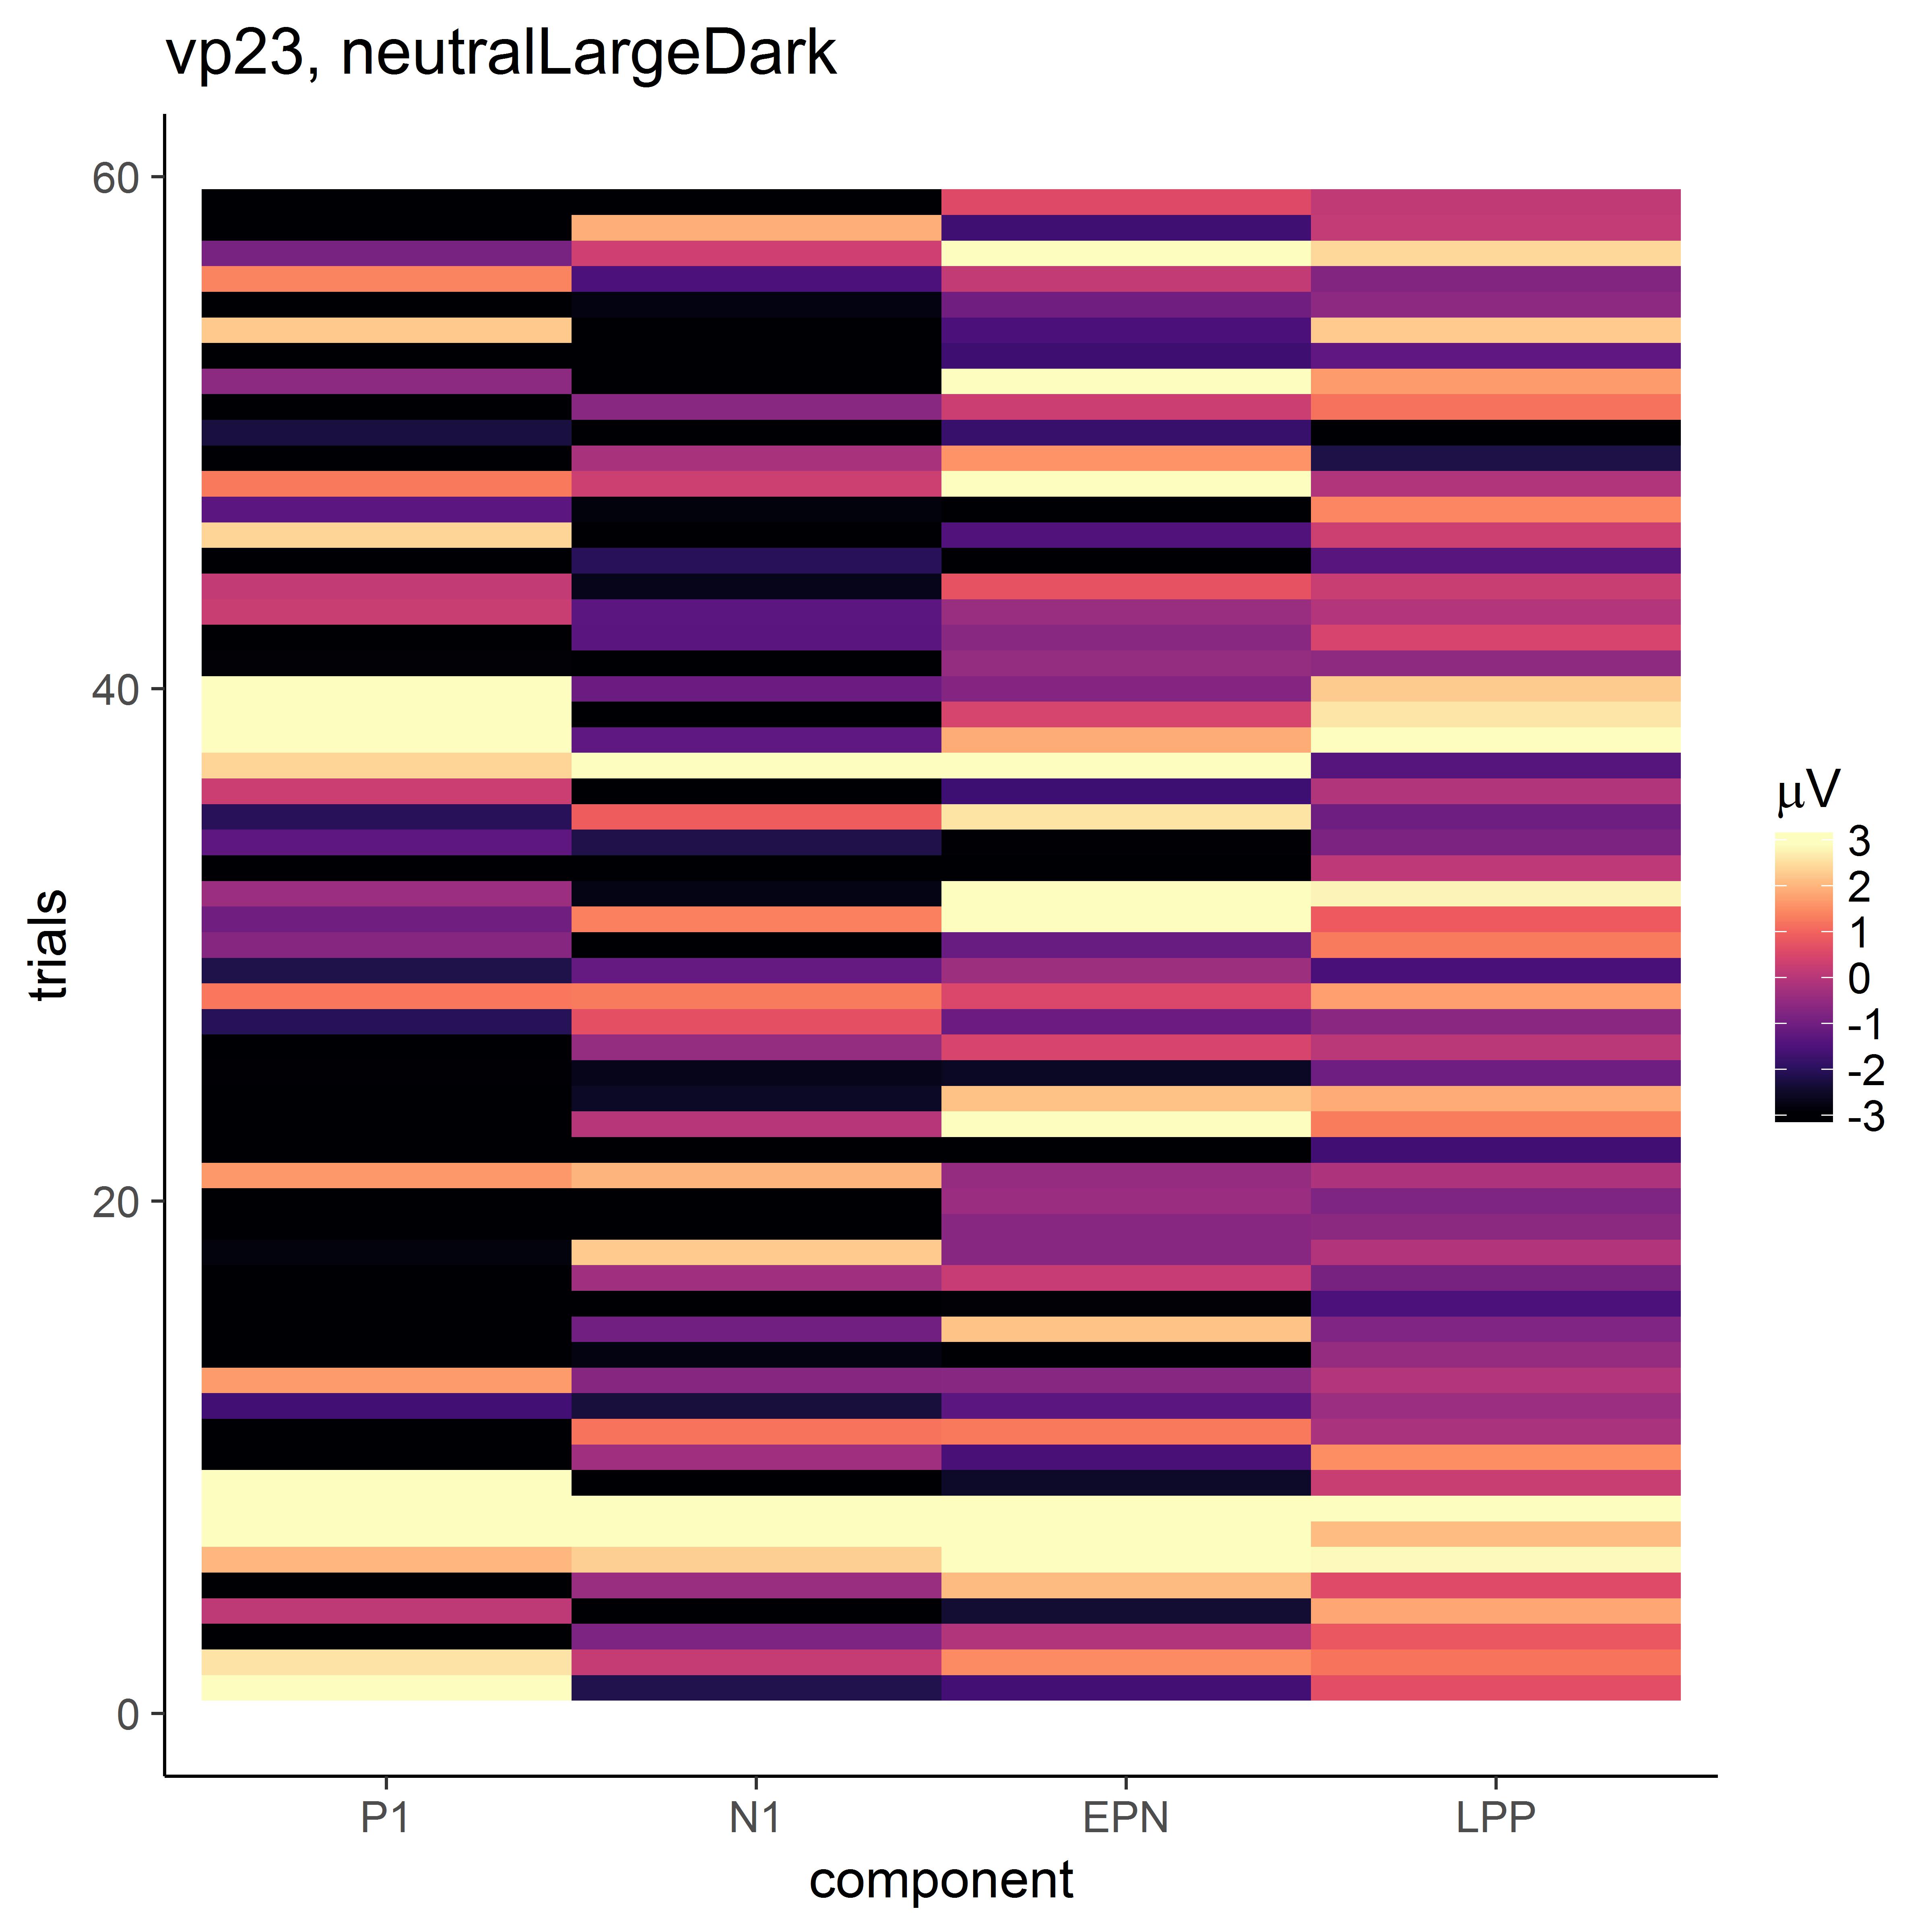 vp23, neutralLargeDark
60
40
20
0
trials
P1 N1 EPN LPP
component
μV
3
2
1
0
-1
-2
-3